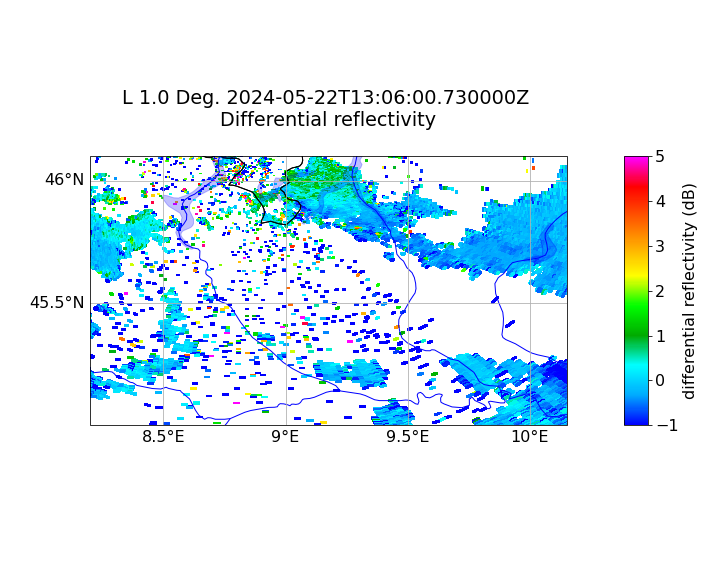 L 1.0 Deg. 2024-05-22T13:06:00.730000Z
Differential reflectivity
46°N
45.5°N
8.5°E
9°E
9.5°E
10°E
5
4
3
2
1
0
−1
differential reflectivity (dB)